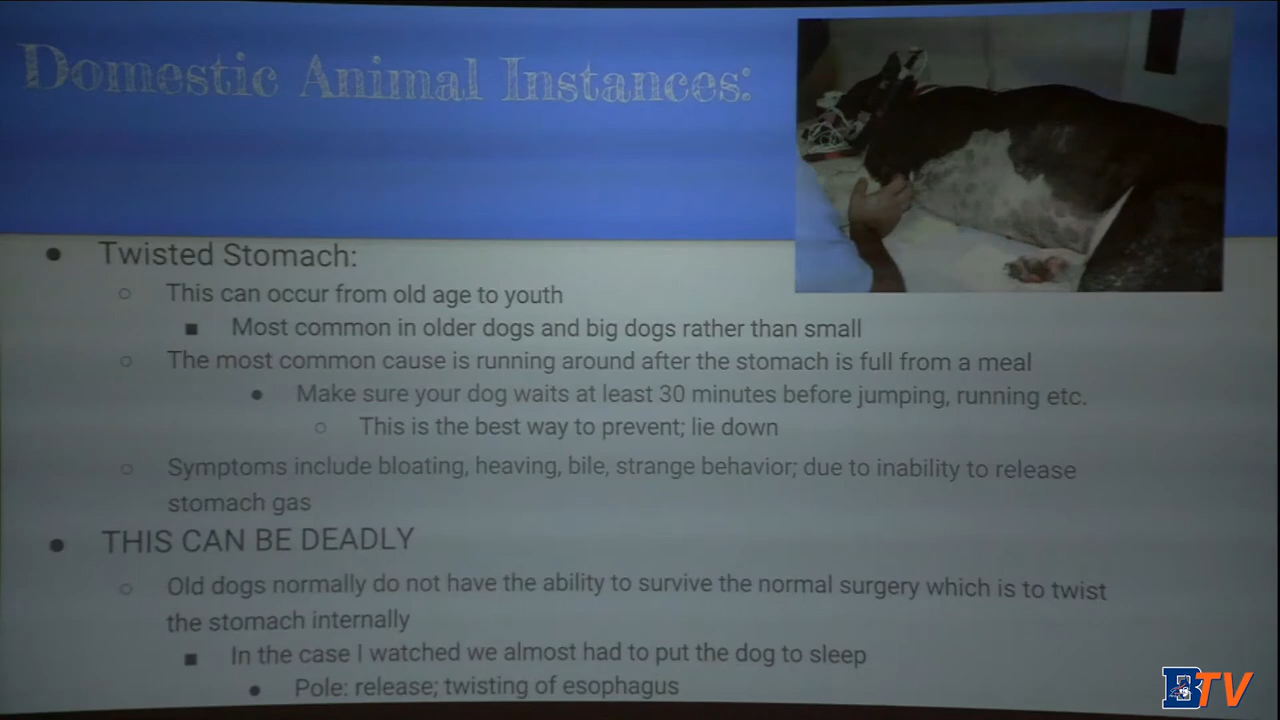 Domestic Animal Instances:
Twisted Stomach:
This can occur from old age to youth
Most common in older dogs and big dogs rather than small
The most common cause is running around after the stomach is full from a meal
Make sure your dog waits at least 30 minutes before jumping, running etc.
This is the best way to prevent; lie down
Symptoms include bloating, heaving, bile, strange behavior; due to inability to release
stomach gas
THIS CAN BE DEADLY
Old dogs normally do not have the ability to survive the normal surgery which is to twist
the stomach internally
In the case I watched we almost had to put the dog to sleep
Pole: release; twisting of esophagus
BTV